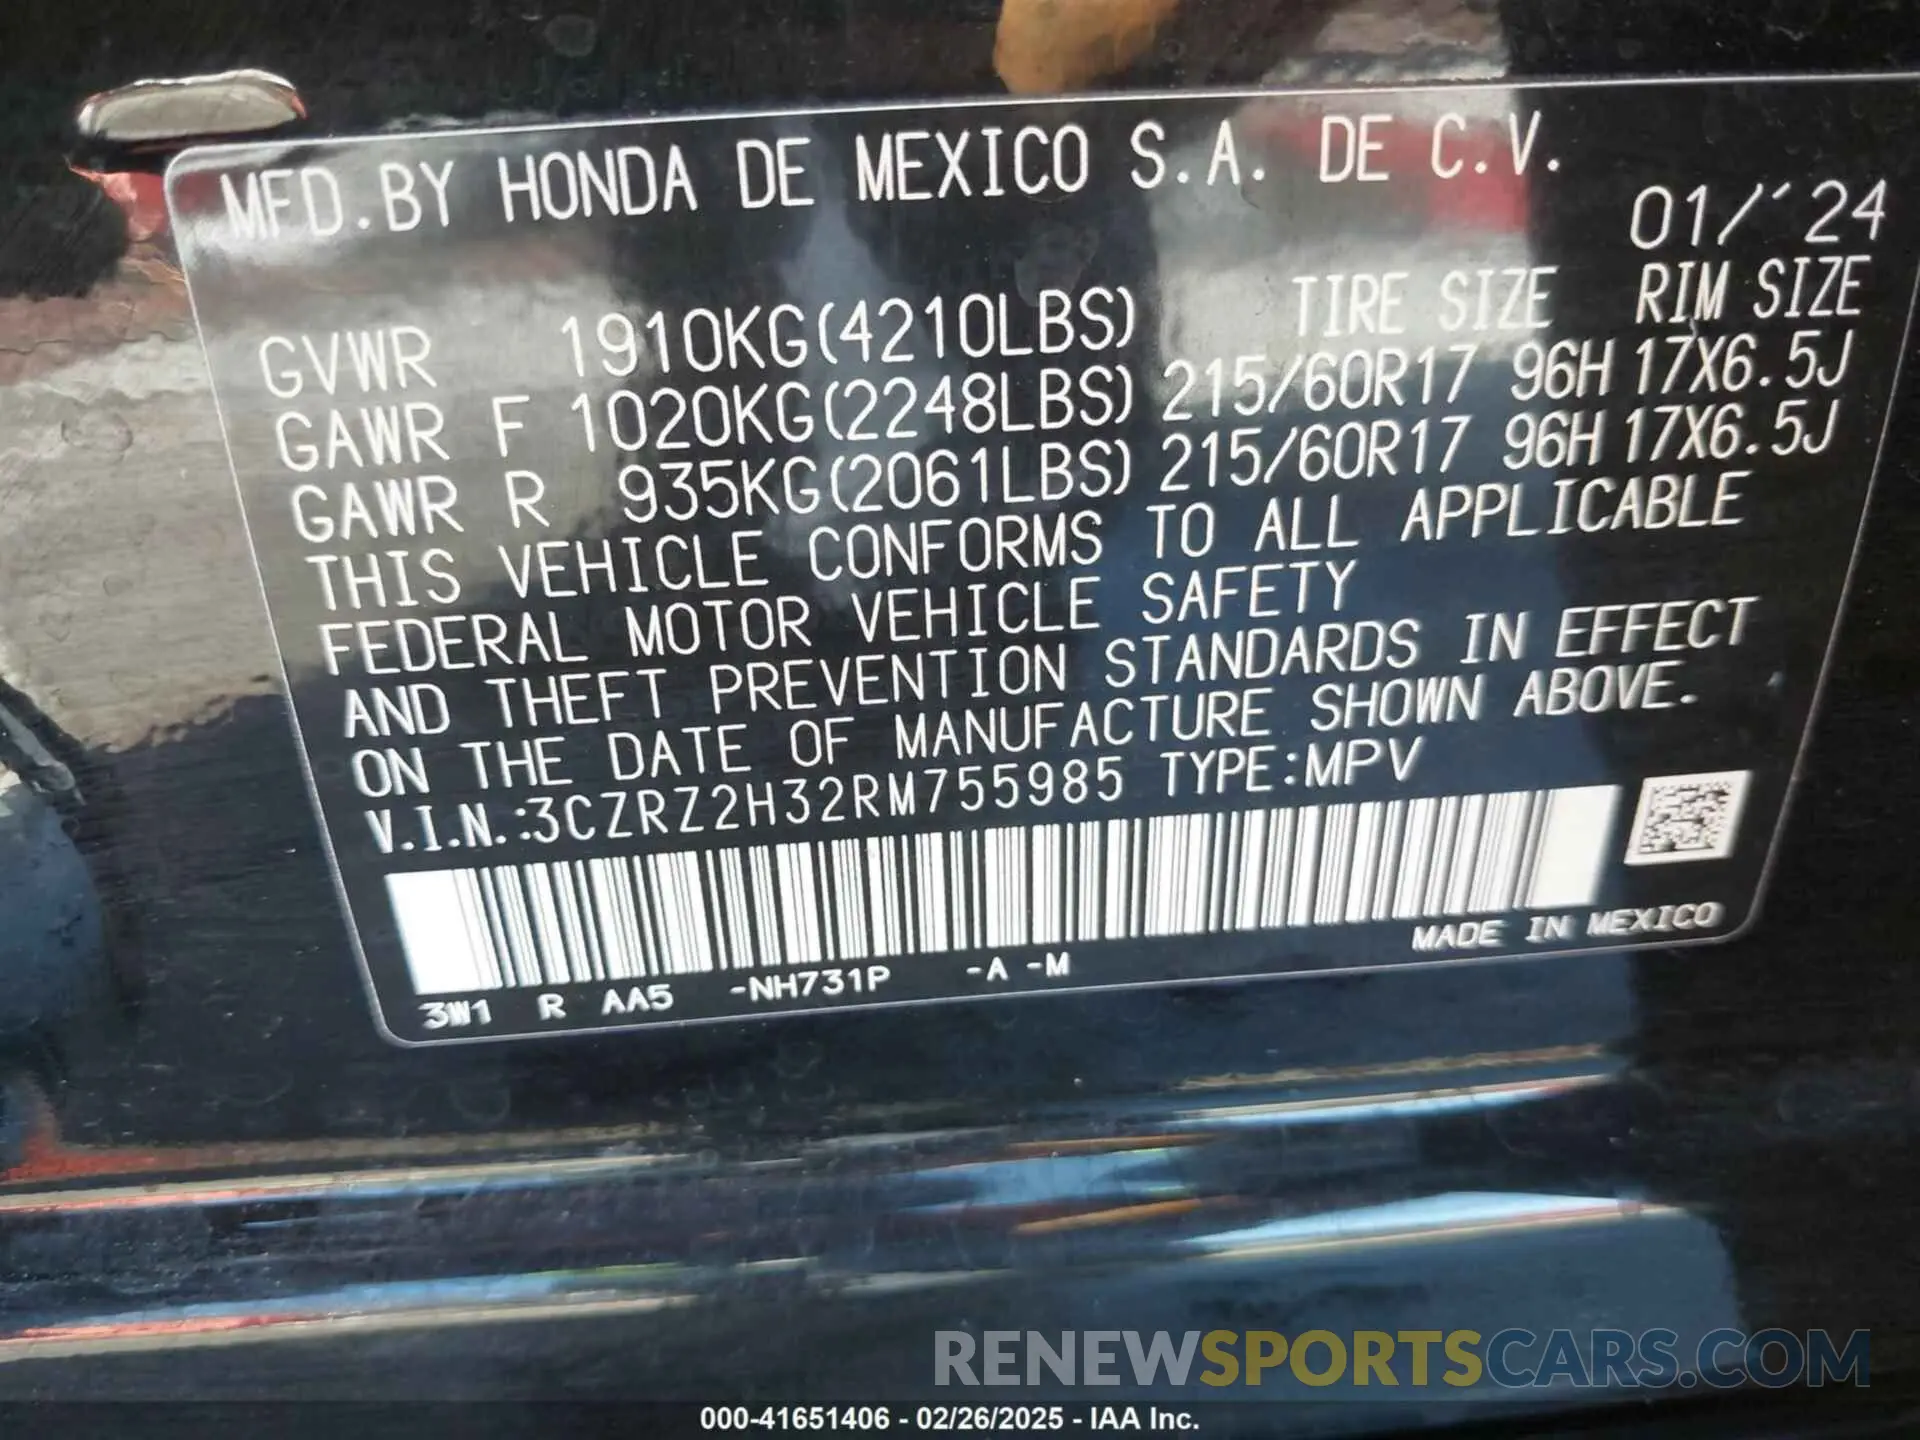 MFD.BY HONDA DE MEXICO S.A. DE C.V.
01/'24
GVWR 1910KG(4210LBS) TIRE SIZE RIM SIZE
GAWR F 1020KG(2248LBS) 215/60R17 96H 17X6.5J
GAWR R 935KG(2061LBS) 215/60R17 96H 17X6.5J
THIS VEHICLE CONFORMS TO ALL APPLICABLE
FEDERAL MOTOR VEHICLE SAFETY
AND THEFT PREVENTION STANDARDS IN EFFECT
ON THE DATE OF MANUFACTURE SHOWN ABOVE.
V.I.N.:3CZRZ2H32RM755985 TYPE:MPV
MADE IN MEXICO
3W1 R AA5 -NH731P -A -M
RENEWSPORTSCARS.COM
000-41651406 - 02/26/2025 - IAA Inc.